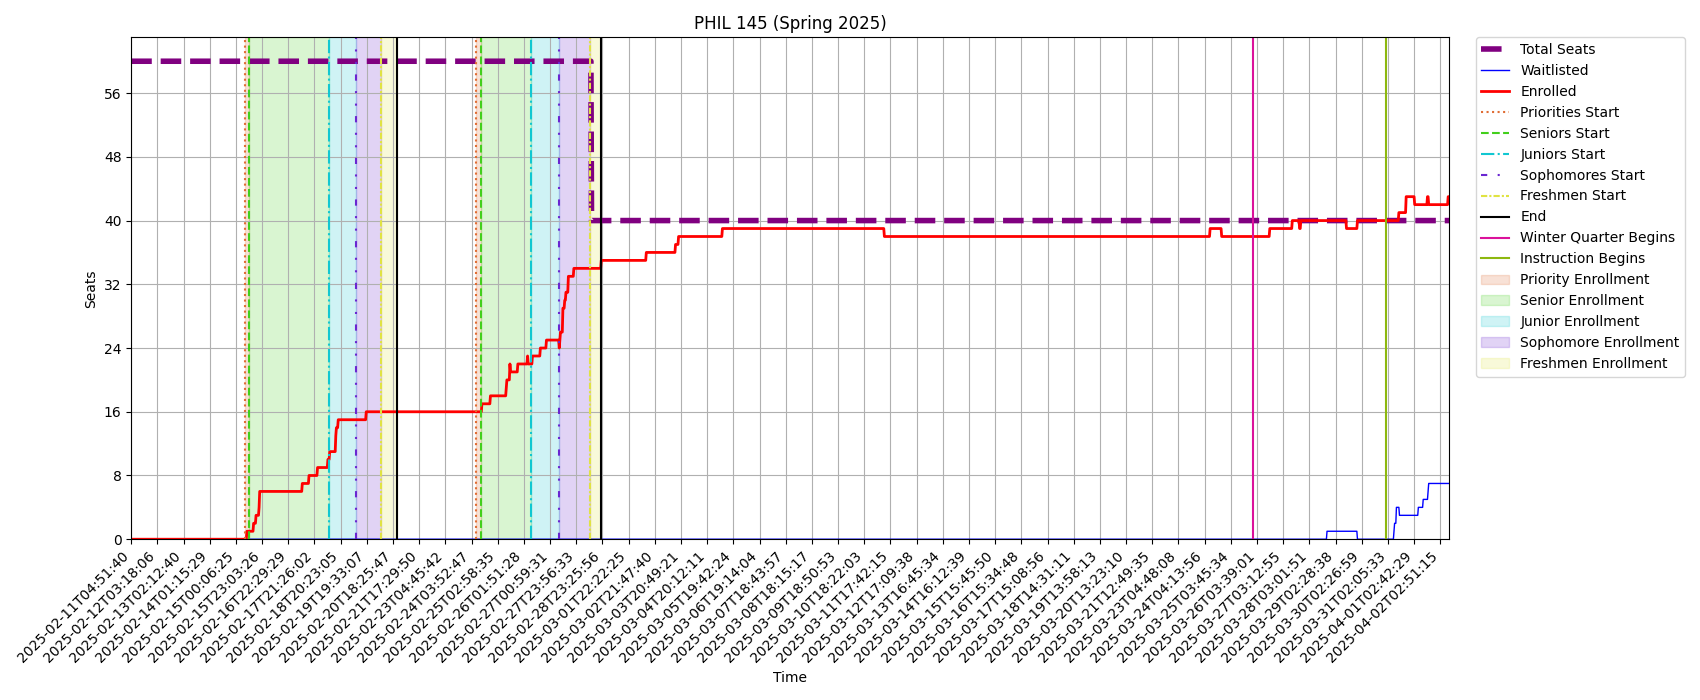 PHIL 145 (Spring 2025)
Seats
56
48
40
32
24
16
8
0
2025-02-11T04:51:40
2025-02-12T03:18:06
2025-02-13T02:12:40
2025-02-14T01:15:29
2025-02-15T00:06:25
2025-02-15T23:03:26
2025-02-16T22:29:29
2025-02-17T21:26:02
2025-02-18T20:23:05
2025-02-19T19:33:07
2025-02-20T18:25:47
2025-02-21T17:29:50
2025-02-23T04:45:42
2025-02-24T03:52:47
2025-02-25T02:58:35
2025-02-26T01:51:28
2025-02-27T00:59:31
2025-02-27T23:56:33
2025-02-28T23:25:56
2025-03-01T22:22:25
2025-03-02T21:47:40
2025-03-03T20:49:21
2025-03-04T20:12:11
2025-03-05T19:42:24
2025-03-06T19:14:04
2025-03-07T18:43:57
2025-03-08T18:15:17
2025-03-09T18:50:53
2025-03-10T18:22:03
2025-03-11T17:42:15
2025-03-12T17:09:38
2025-03-13T16:45:34
2025-03-14T16:12:39
2025-03-15T15:45:50
2025-03-16T15:34:48
2025-03-17T15:08:56
2025-03-18T14:31:11
2025-03-19T13:58:13
2025-03-20T13:23:10
2025-03-21T12:49:35
2025-03-23T04:48:08
2025-03-24T04:13:56
2025-03-25T03:45:34
2025-03-26T03:39:01
2025-03-27T03:12:55
2025-03-28T03:01:51
2025-03-29T02:28:38
2025-03-30T02:26:59
2025-03-31T02:05:33
2025-04-01T02:42:29
2025-04-02T02:51:15
Time
Total Seats
Waitlisted
Enrolled
Priorities Start
Seniors Start
Juniors Start
Sophomores Start
Freshmen Start
End
Winter Quarter Begins
Instruction Begins
Priority Enrollment
Senior Enrollment
Junior Enrollment
Sophomore Enrollment
Freshmen Enrollment